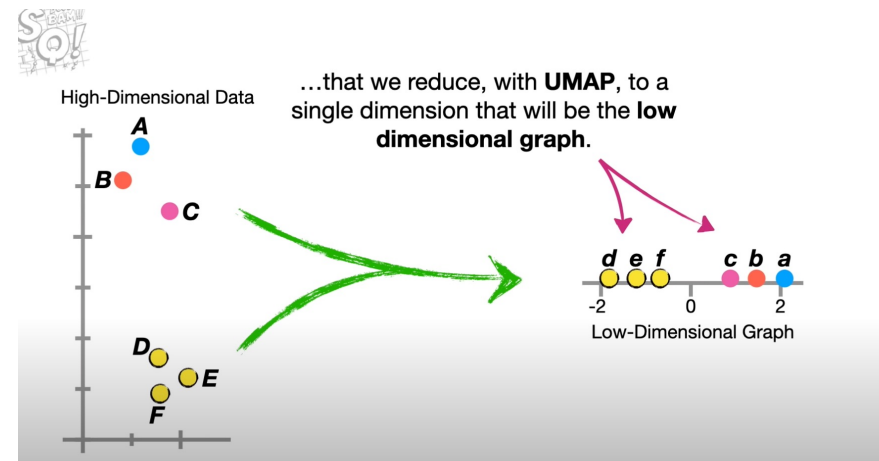 S
BAM!!
Q!
…that we reduce, with UMAP, to a
single dimension that will be the low
dimensional graph.
High-Dimensional Data
A
B
C
D
E
F
d e f c b a
-2 0 2
Low-Dimensional Graph